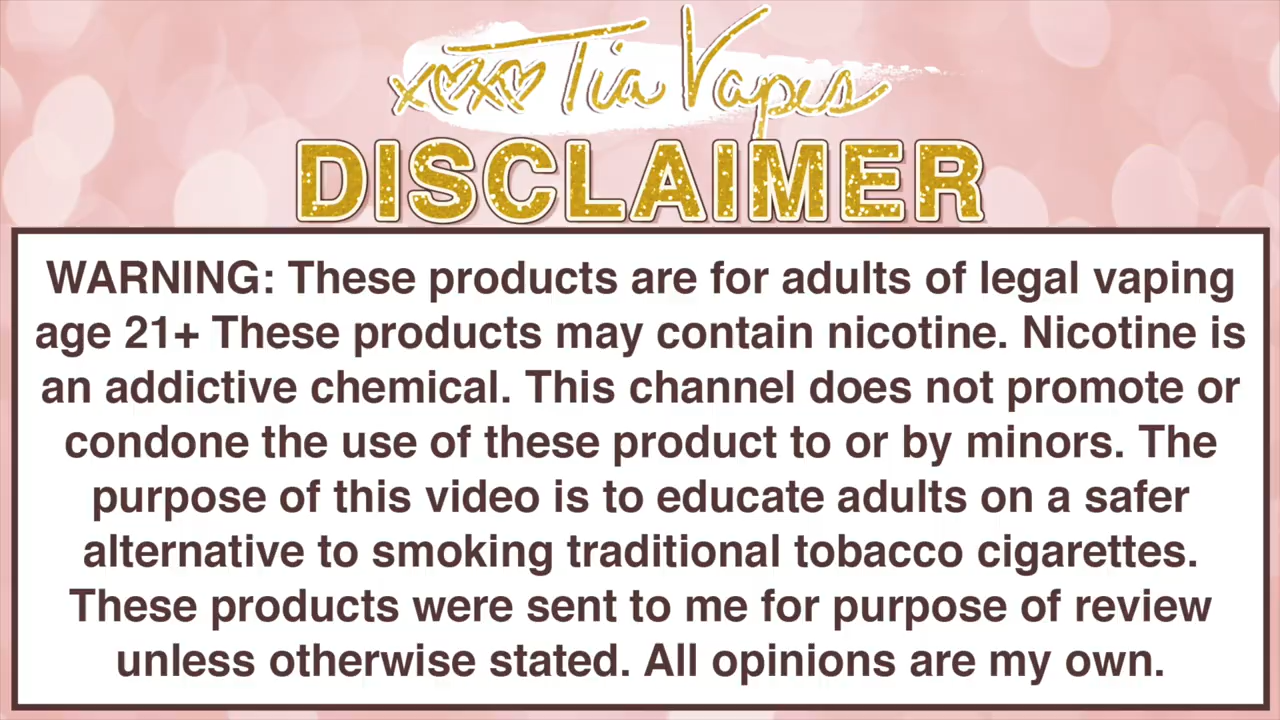 xoxo Tia Vapes
DISCLAIMER
WARNING: These products are for adults of legal vaping
age 21+ These products may contain nicotine. Nicotine is
an addictive chemical. This channel does not promote or
condone the use of these product to or by minors. The
purpose of this video is to educate adults on a safer
alternative to smoking traditional tobacco cigarettes.
These products were sent to me for purpose of review
unless otherwise stated. All opinions are my own.